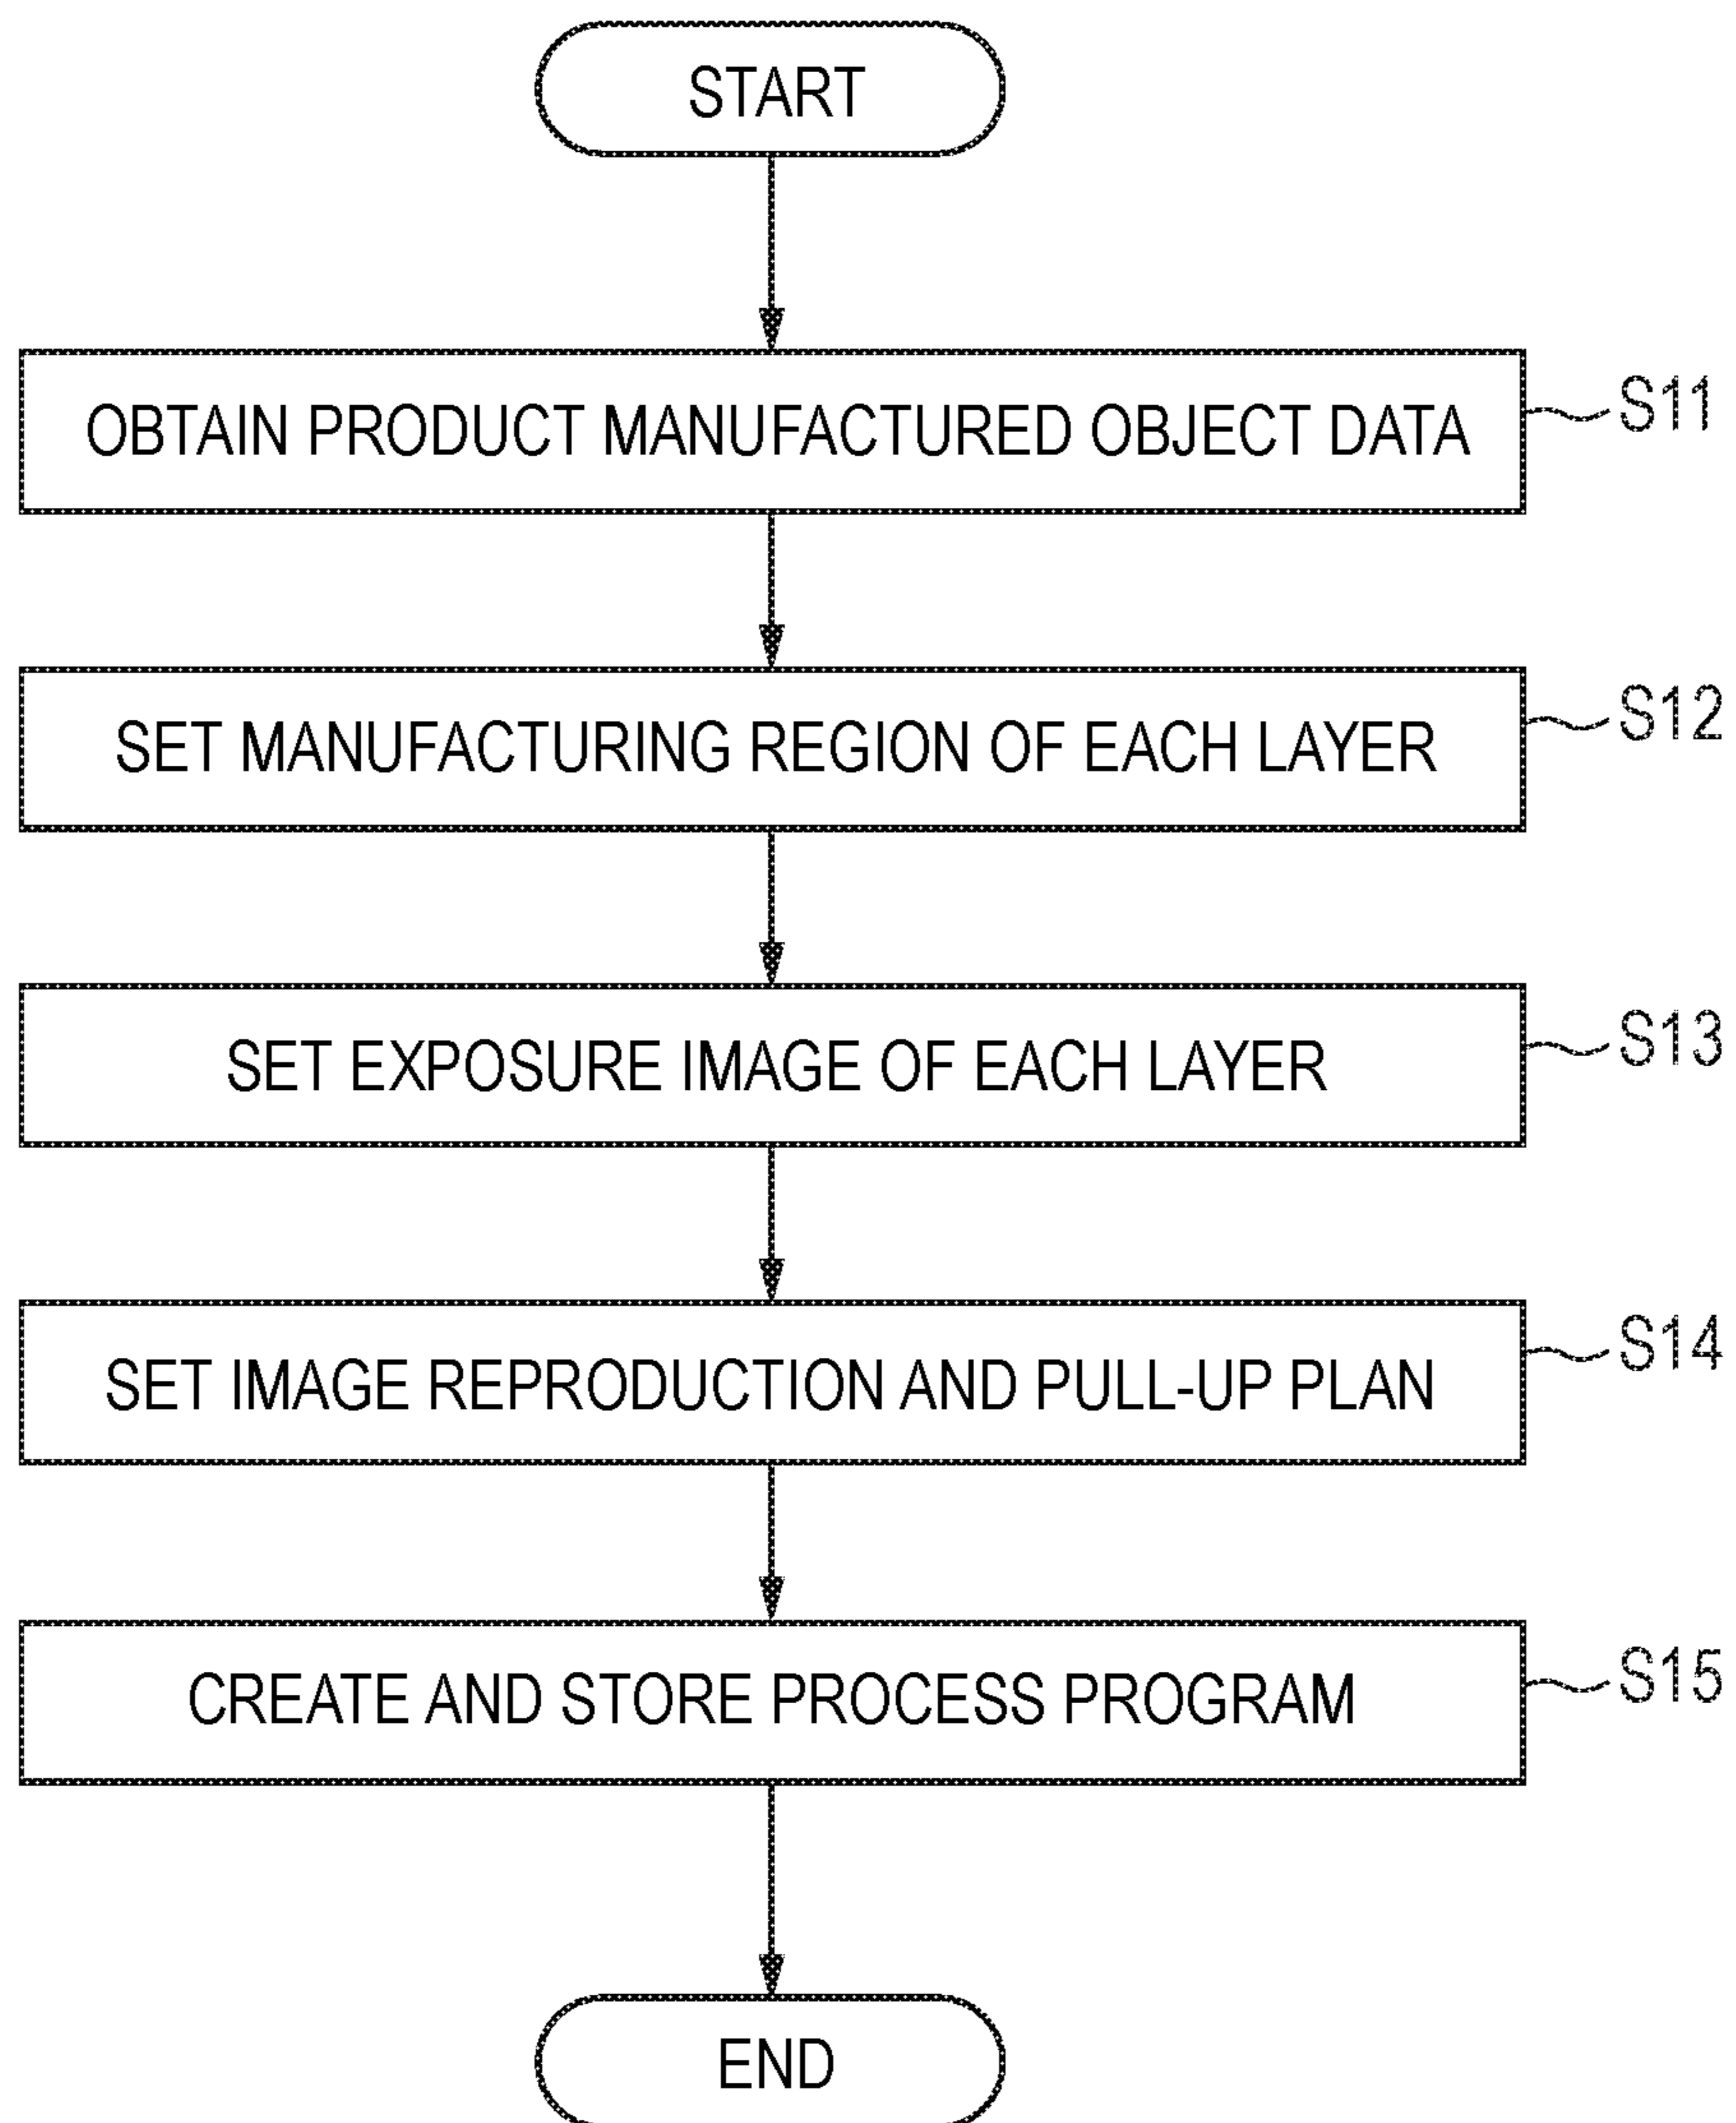 START
OBTAIN PRODUCT MANUFACTURED OBJECT DATA
S11
SET MANUFACTURING REGION OF EACH LAYER
S12
SET EXPOSURE IMAGE OF EACH LAYER
S13
SET IMAGE REPRODUCTION AND PULL-UP PLAN
S14
CREATE AND STORE PROCESS PROGRAM
S15
END